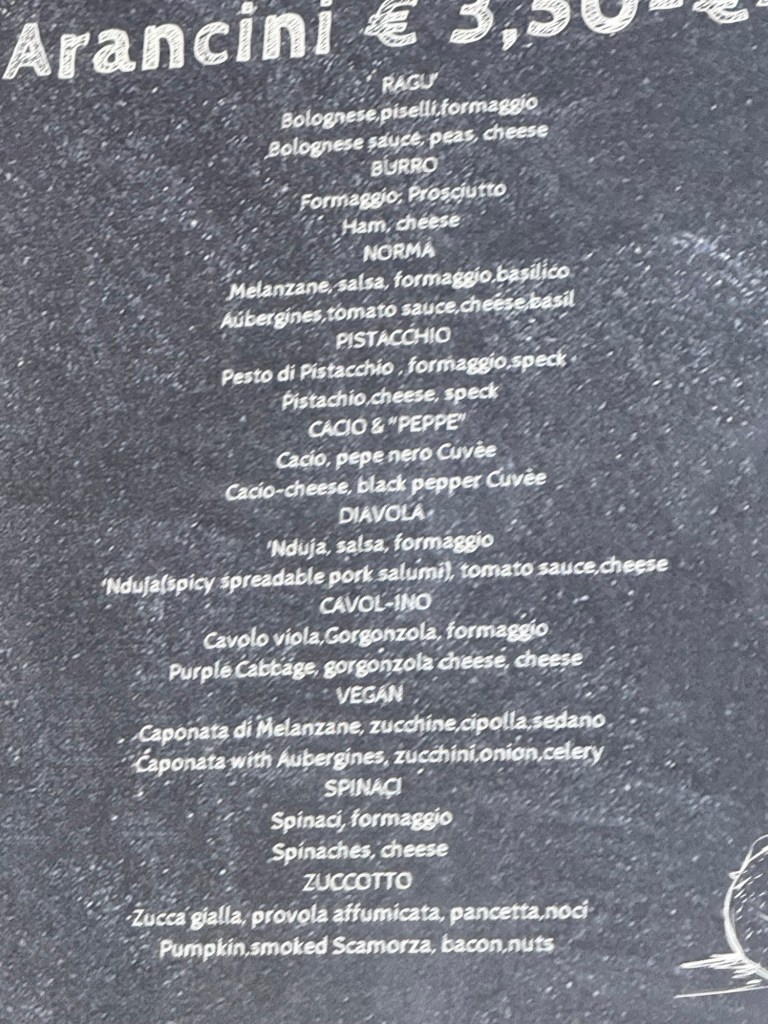 Arancini € 3,50-€
RAGU'
Bolognese,piselli,formaggio
Bolognese sauce, peas, cheese
BURRO
Formaggio, Prosciutto
Ham, cheese
NORMA
Melanzane, salsa, formaggio,basilico
Aubergines,tomato sauce,cheese,basil
PISTACCHIO
Pesto di Pistacchio , formaggio,speck
Pistachio,cheese, speck
CACIO & "PEPPE"
Cacio, pepe nero Cuvèe
Cacio-cheese, black pepper Cuvèe
DIAVOLA
'Nduja, salsa, formaggio
'Nduja(spicy spreadable pork salumi), tomato sauce,cheese
CAVOL-INO
Cavolo viola,Gorgonzola, formaggio
Purple Cabbage, gorgonzola cheese, cheese
VEGAN
Caponata di Melanzane, zucchine,cipolla,sedano
Caponata with Aubergines, zucchini,onion,celery
SPINACI
Spinaci, formaggio
Spinaches, cheese
ZUCCOTTO
Zucca gialla, provola affumicata, pancetta,noci
Pumpkin,smoked Scamorza, bacon,nuts